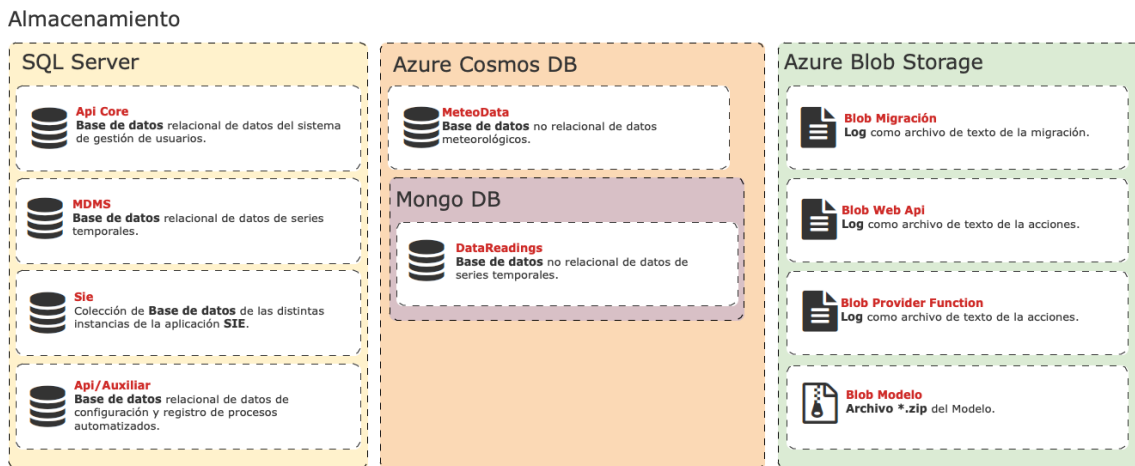 Almacenamiento
SQL Server
Api Core
Base de datos relacional de datos del sistema
de gestión de usuarios.
MDMS
Base de datos relacional de datos de series
temporales.
Sie
Colección de Base de datos de las distintas
instancias de la aplicación SIE.
Api/Auxiliar
Base de datos relacional de datos de
configuración y registro de procesos
automatizados.
Azure Cosmos DB
MeteoData
Base de datos no relacional de datos
meteorológicos.
Mongo DB
DataReadings
Base de datos no relacional de datos de
series temporales.
Azure Blob Storage
Blob Migración
Log como archivo de texto de la migración.
Blob Web Api
Log como archivo de texto de la acciones.
Blob Provider Function
Log como archivo de texto de la acciones.
Blob Modelo
Archivo *.zip del Modelo.